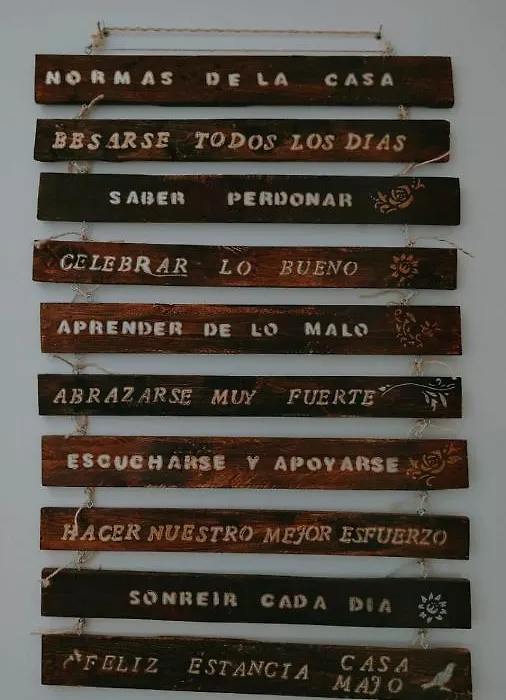 NORMAS DE LA CASA
BESARSE TODOS LOS DIAS
SABER PERDONAR
CELEBRAR LO BUENO
APRENDER DE LO MALO
ABRAZARSE MUY FUERTE
ESCUCHARSE Y APOYARSE
HACER NUESTRO MEJOR ESFUERZO
SONREIR CADA DIA
FELIZ ESTANCIA CASA
MAJO